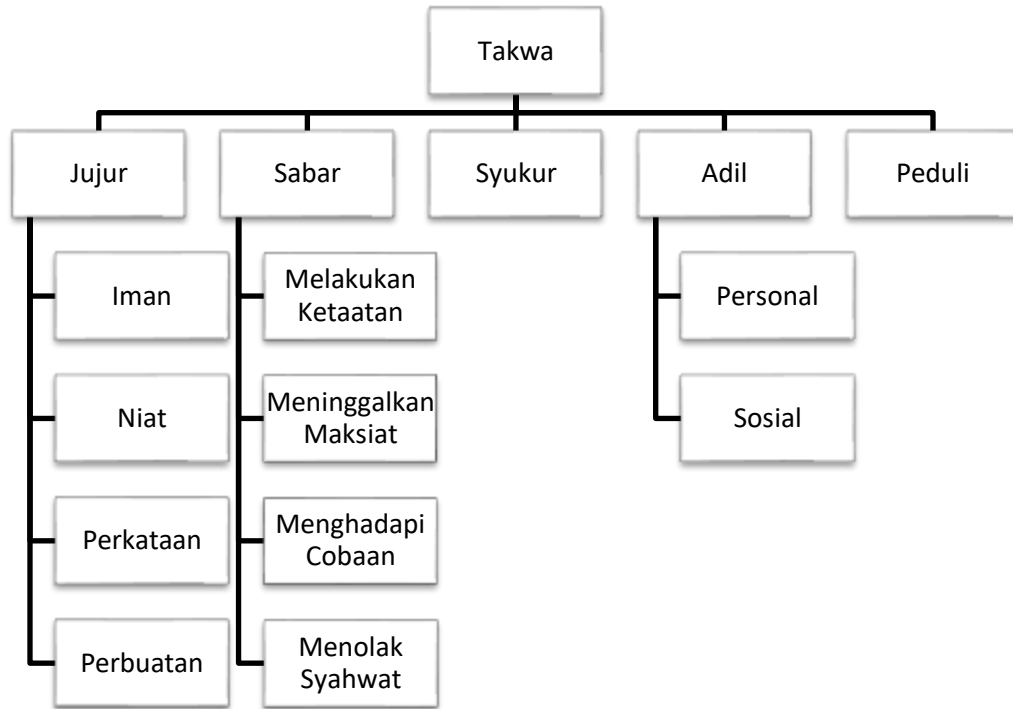 Takwa
Jujur
Sabar
Syukur
Adil
Peduli
Iman
Niat
Perkataan
Perbuatan
Melakukan
Ketaatan
Meninggalkan
Maksiat
Menghadapi
Cobaan
Menolak
Syahwat
Personal
Sosial